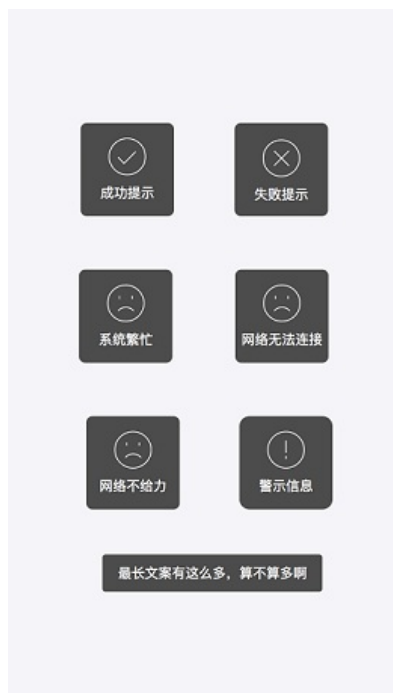 成功提示
失败提示
系统繁忙
网络无法连接
网络不给力
警示信息
最长文案有这么多，算不算多啊